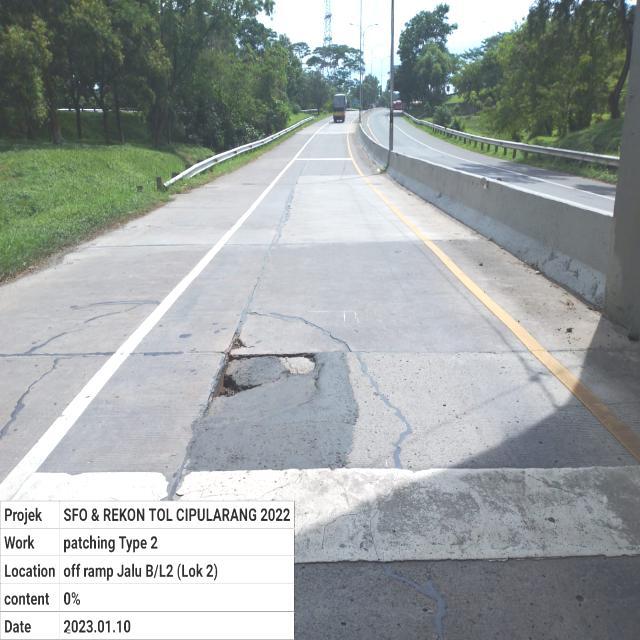 Projek SFO & REKON TOL CIPULARANG 2022
Work patching Type 2
Location off ramp Jalu B/L2 (Lok 2)
content 0%
Date 2023.01.10